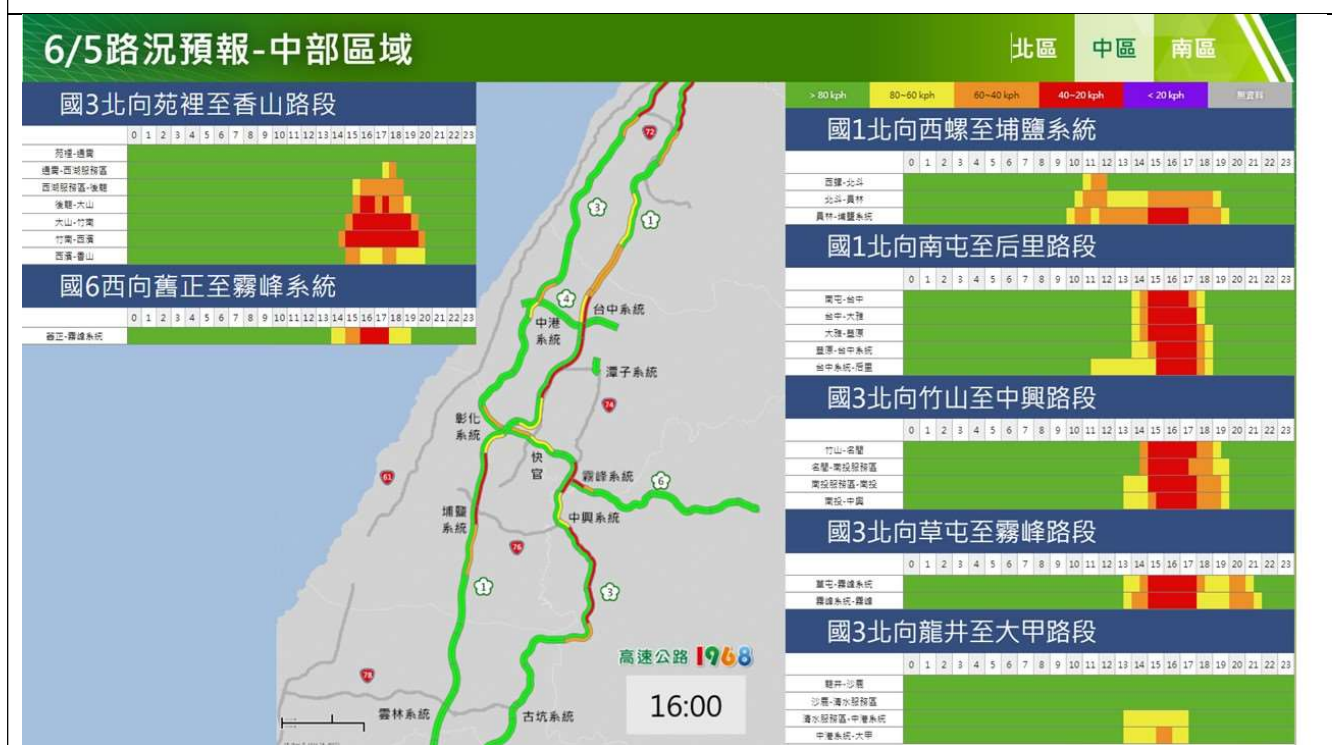 6/5路況預報-中部區域
北區 中區 南區
國3北向苑裡至香山路段
0 1 2 3 4 5 6 7 8 9 10 11 12 13 14 15 16 17 18 19 20 21 22 23
苑裡-通霄
通霄-西湖服務區
西湖服務區-後龍
後龍-大山
大山-竹南
竹南-西濱
西濱-香山
國6西向舊正至霧峰系統
0 1 2 3 4 5 6 7 8 9 10 11 12 13 14 15 16 17 18 19 20 21 22 23
舊正-霧峰系統
72
3
1
4
台中系統
中港
系統
潭子系統
74
彰化
系統
快
官
61
霧峰系統
6
埔鹽
系統
中興系統
76
1
3
高速公路 1968
78
16:00
雲林系統
古坑系統
> 80 kph 80~60 kph 60~40 kph 40~20 kph < 20 kph 無資料
國1北向西螺至埔鹽系統
0 1 2 3 4 5 6 7 8 9 10 11 12 13 14 15 16 17 18 19 20 21 22 23
西螺-北斗
北斗-員林
員林-埔鹽系統
國1北向南屯至后里路段
0 1 2 3 4 5 6 7 8 9 10 11 12 13 14 15 16 17 18 19 20 21 22 23
南屯-台中
台中-大雅
大雅-豐原
豐原-台中系統
台中系統-后里
國3北向竹山至中興路段
0 1 2 3 4 5 6 7 8 9 10 11 12 13 14 15 16 17 18 19 20 21 22 23
竹山-名間
名間-南投服務區
南投服務區-南投
南投-中興
國3北向草屯至霧峰路段
0 1 2 3 4 5 6 7 8 9 10 11 12 13 14 15 16 17 18 19 20 21 22 23
草屯-霧峰系統
霧峰系統-霧峰
國3北向龍井至大甲路段
0 1 2 3 4 5 6 7 8 9 10 11 12 13 14 15 16 17 18 19 20 21 22 23
龍井-沙鹿
沙鹿-清水服務區
清水服務區-中港系統
中港系統-大甲